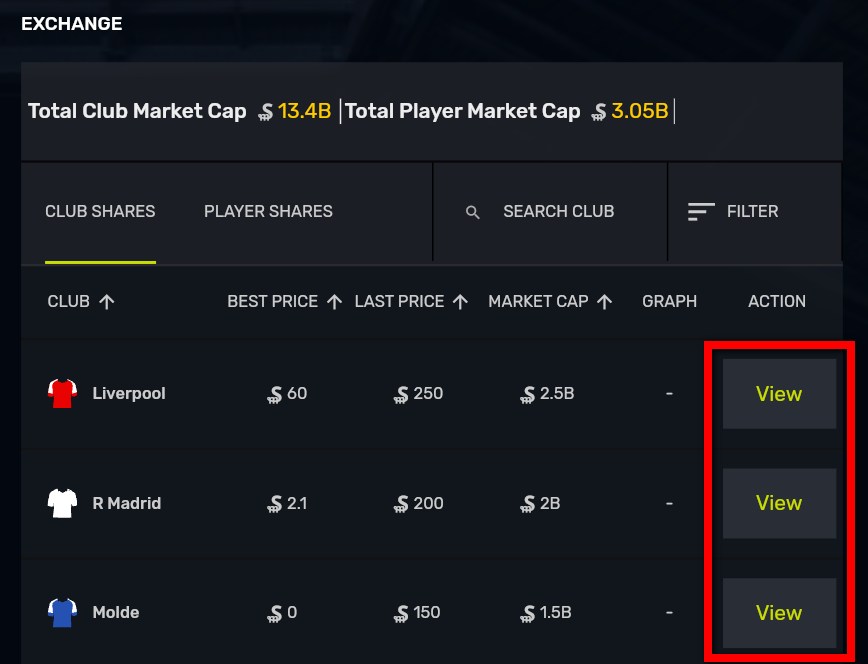 EXCHANGE
Total Club Market Cap 13.4B |Total Player Market Cap 3.05B|
CLUB SHARES PLAYER SHARES SEARCH CLUB FILTER
CLUB ↑ BEST PRICE ↑ LAST PRICE ↑ MARKET CAP ↑ GRAPH ACTION
Liverpool 60 250 2.5B - View
R Madrid 2.1 200 2B - View
Molde 0 150 1.5B - View